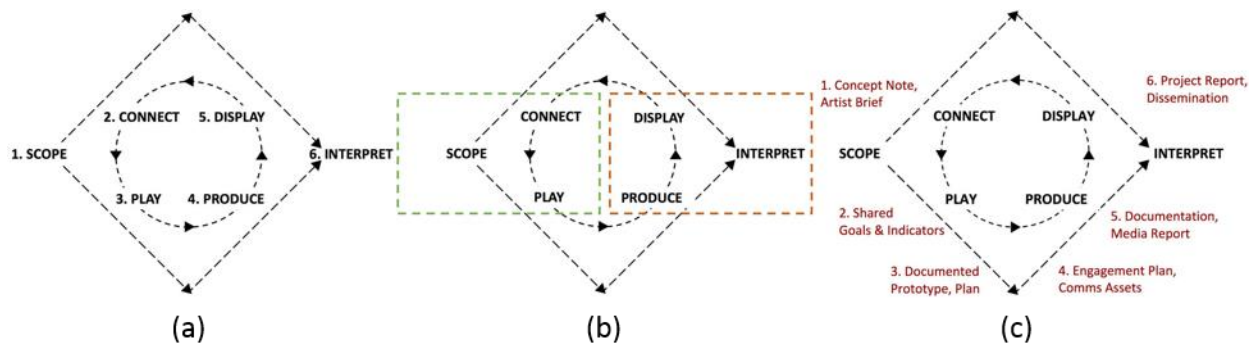 2. CONNECT
5. DISPLAY
1. SCOPE
6. INTERPRET
3. PLAY
4. PRODUCE
(a)
CONNECT
DISPLAY
SCOPE
INTERPRET
PLAY
PRODUCE
(b)
1. Concept Note,
Artist Brief
6. Project Report,
Dissemination
CONNECT
DISPLAY
SCOPE
INTERPRET
PLAY
PRODUCE
2. Shared
Goals & Indicators
5. Documentation,
Media Report
3. Documented
Prototype, Plan
4. Engagement Plan,
Comms Assets
(c)